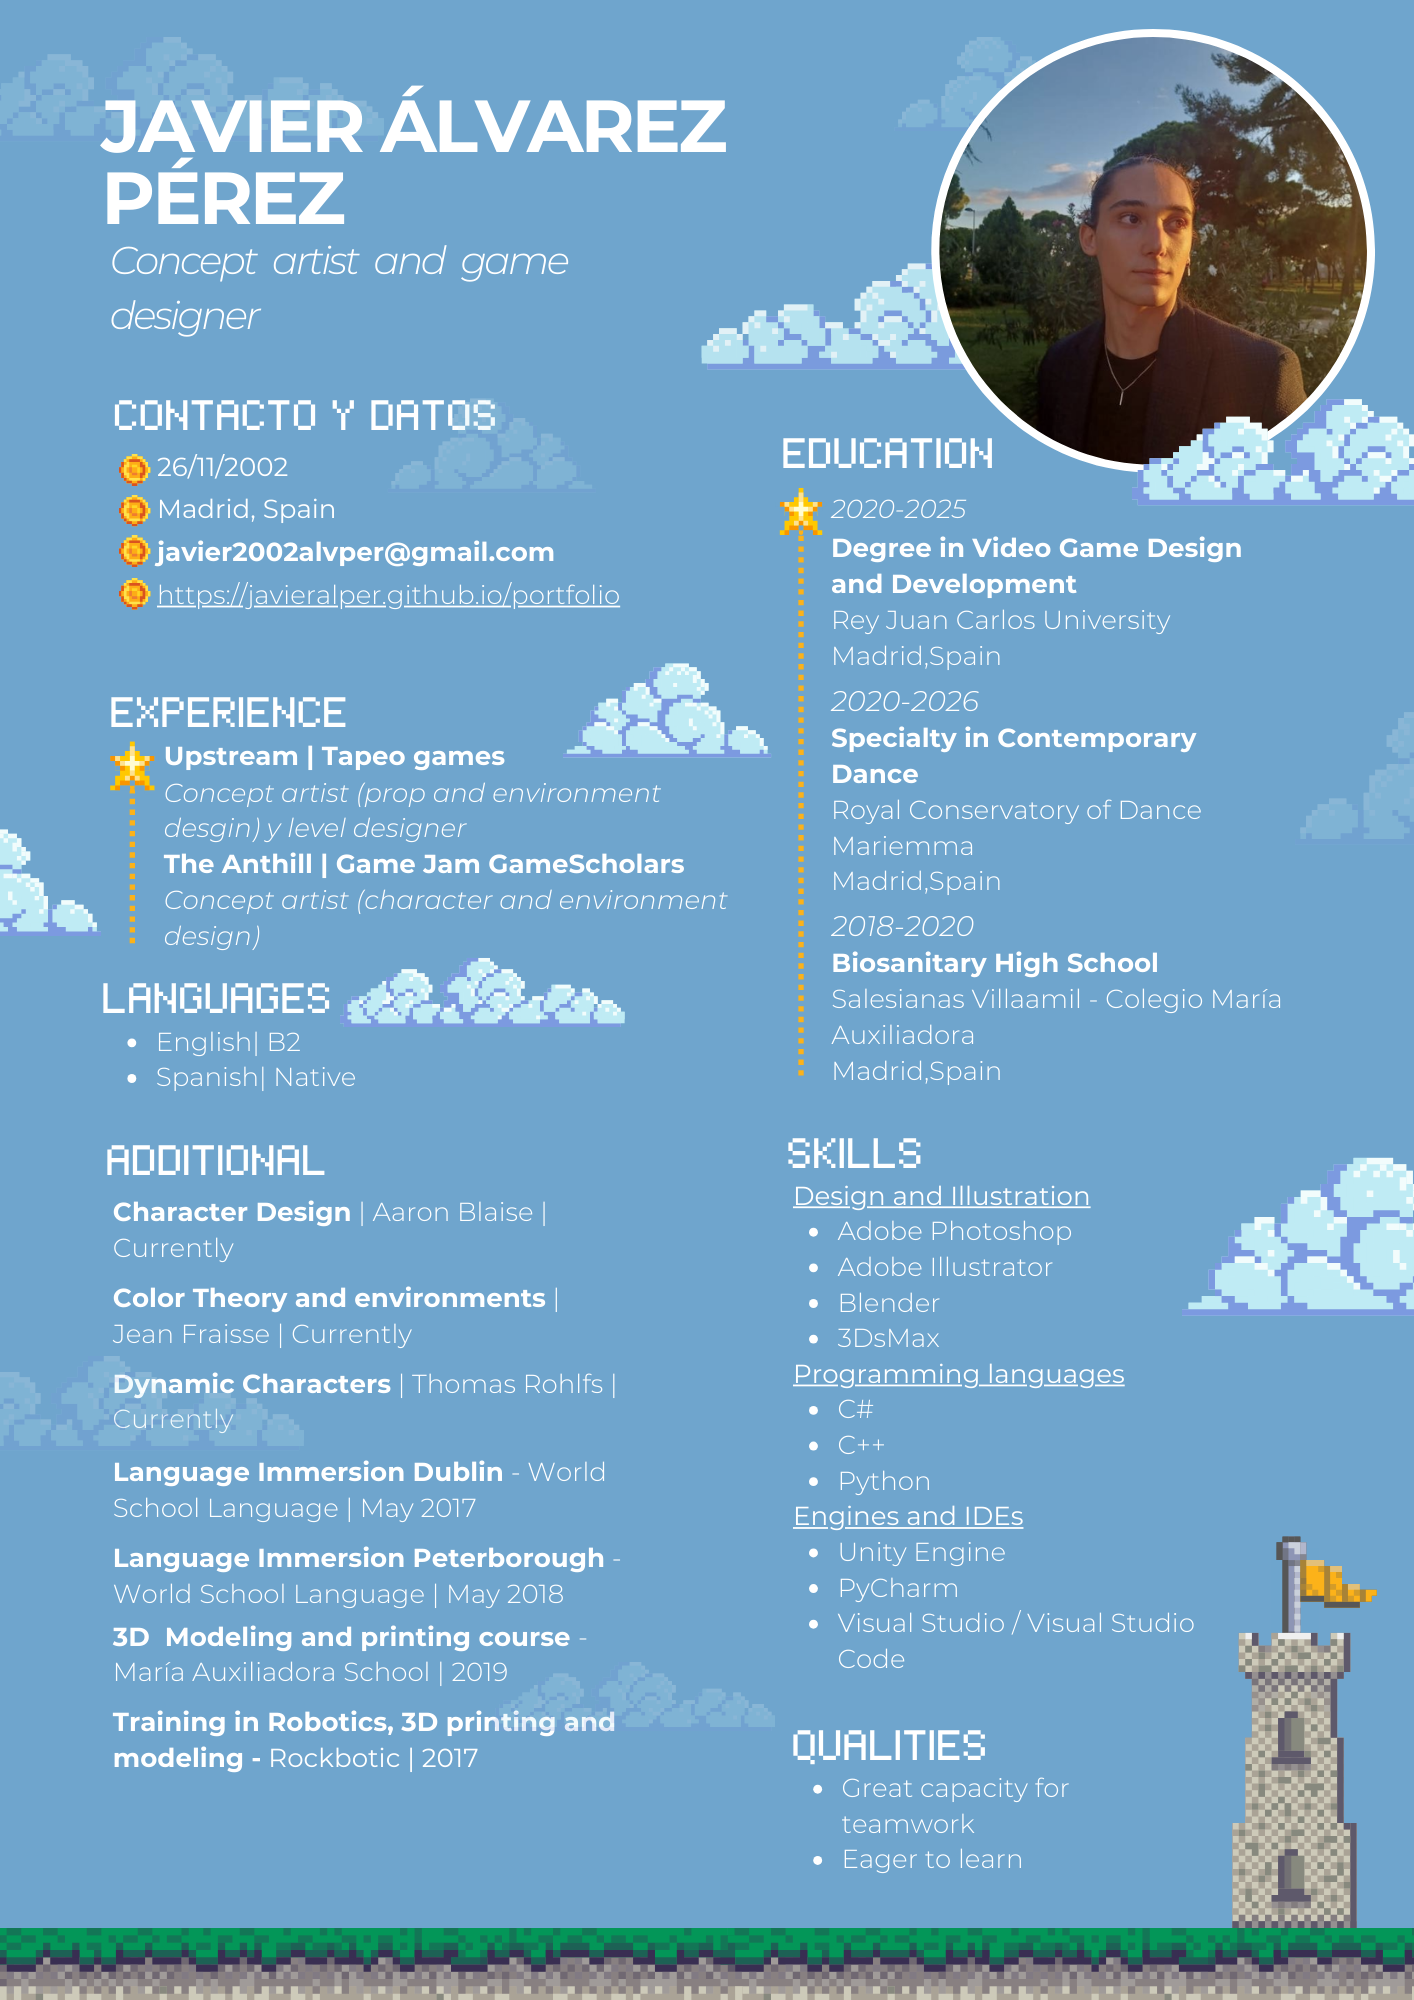 JAVIER ÁLVAREZ
PÉREZ
Concept artist and game
designer
CONTACTO Y DATOS
26/11/2002
Madrid, Spain
javier2002alvper@gmail.com
https://javieralper.github.io/portfolio
EXPERIENCE
Upstream | Tapeo games
Concept artist (prop and environment
desgin) y level designer
The Anthill | Game Jam GameScholars
Concept artist (character and environment
design)
LANGUAGES
• English| B2
• Spanish| Native
ADDITIONAL
Character Design | Aaron Blaise |
Currently
Color Theory and environments |
Jean Fraisse | Currently
Dynamic Characters | Thomas Rohlfs |
Currently
Language Immersion Dublin - World
School Language | May 2017
Language Immersion Peterborough -
World School Language | May 2018
3D Modeling and printing course -
María Auxiliadora School | 2019
Training in Robotics, 3D printing and
modeling - Rockbotic | 2017
EDUCATION
2020-2025
Degree in Video Game Design
and Development
Rey Juan Carlos University
Madrid,Spain
2020-2026
Specialty in Contemporary
Dance
Royal Conservatory of Dance
Mariemma
Madrid,Spain
2018-2020
Biosanitary High School
Salesianas Villaamil - Colegio María
Auxiliadora
Madrid,Spain
SKILLS
Design and Illustration
• Adobe Photoshop
• Adobe Illustrator
• Blender
• 3DsMax
Programming languages
• C#
• C++
• Python
Engines and IDEs
• Unity Engine
• PyCharm
• Visual Studio / Visual Studio
Code
QUALITIES
• Great capacity for
teamwork
• Eager to learn